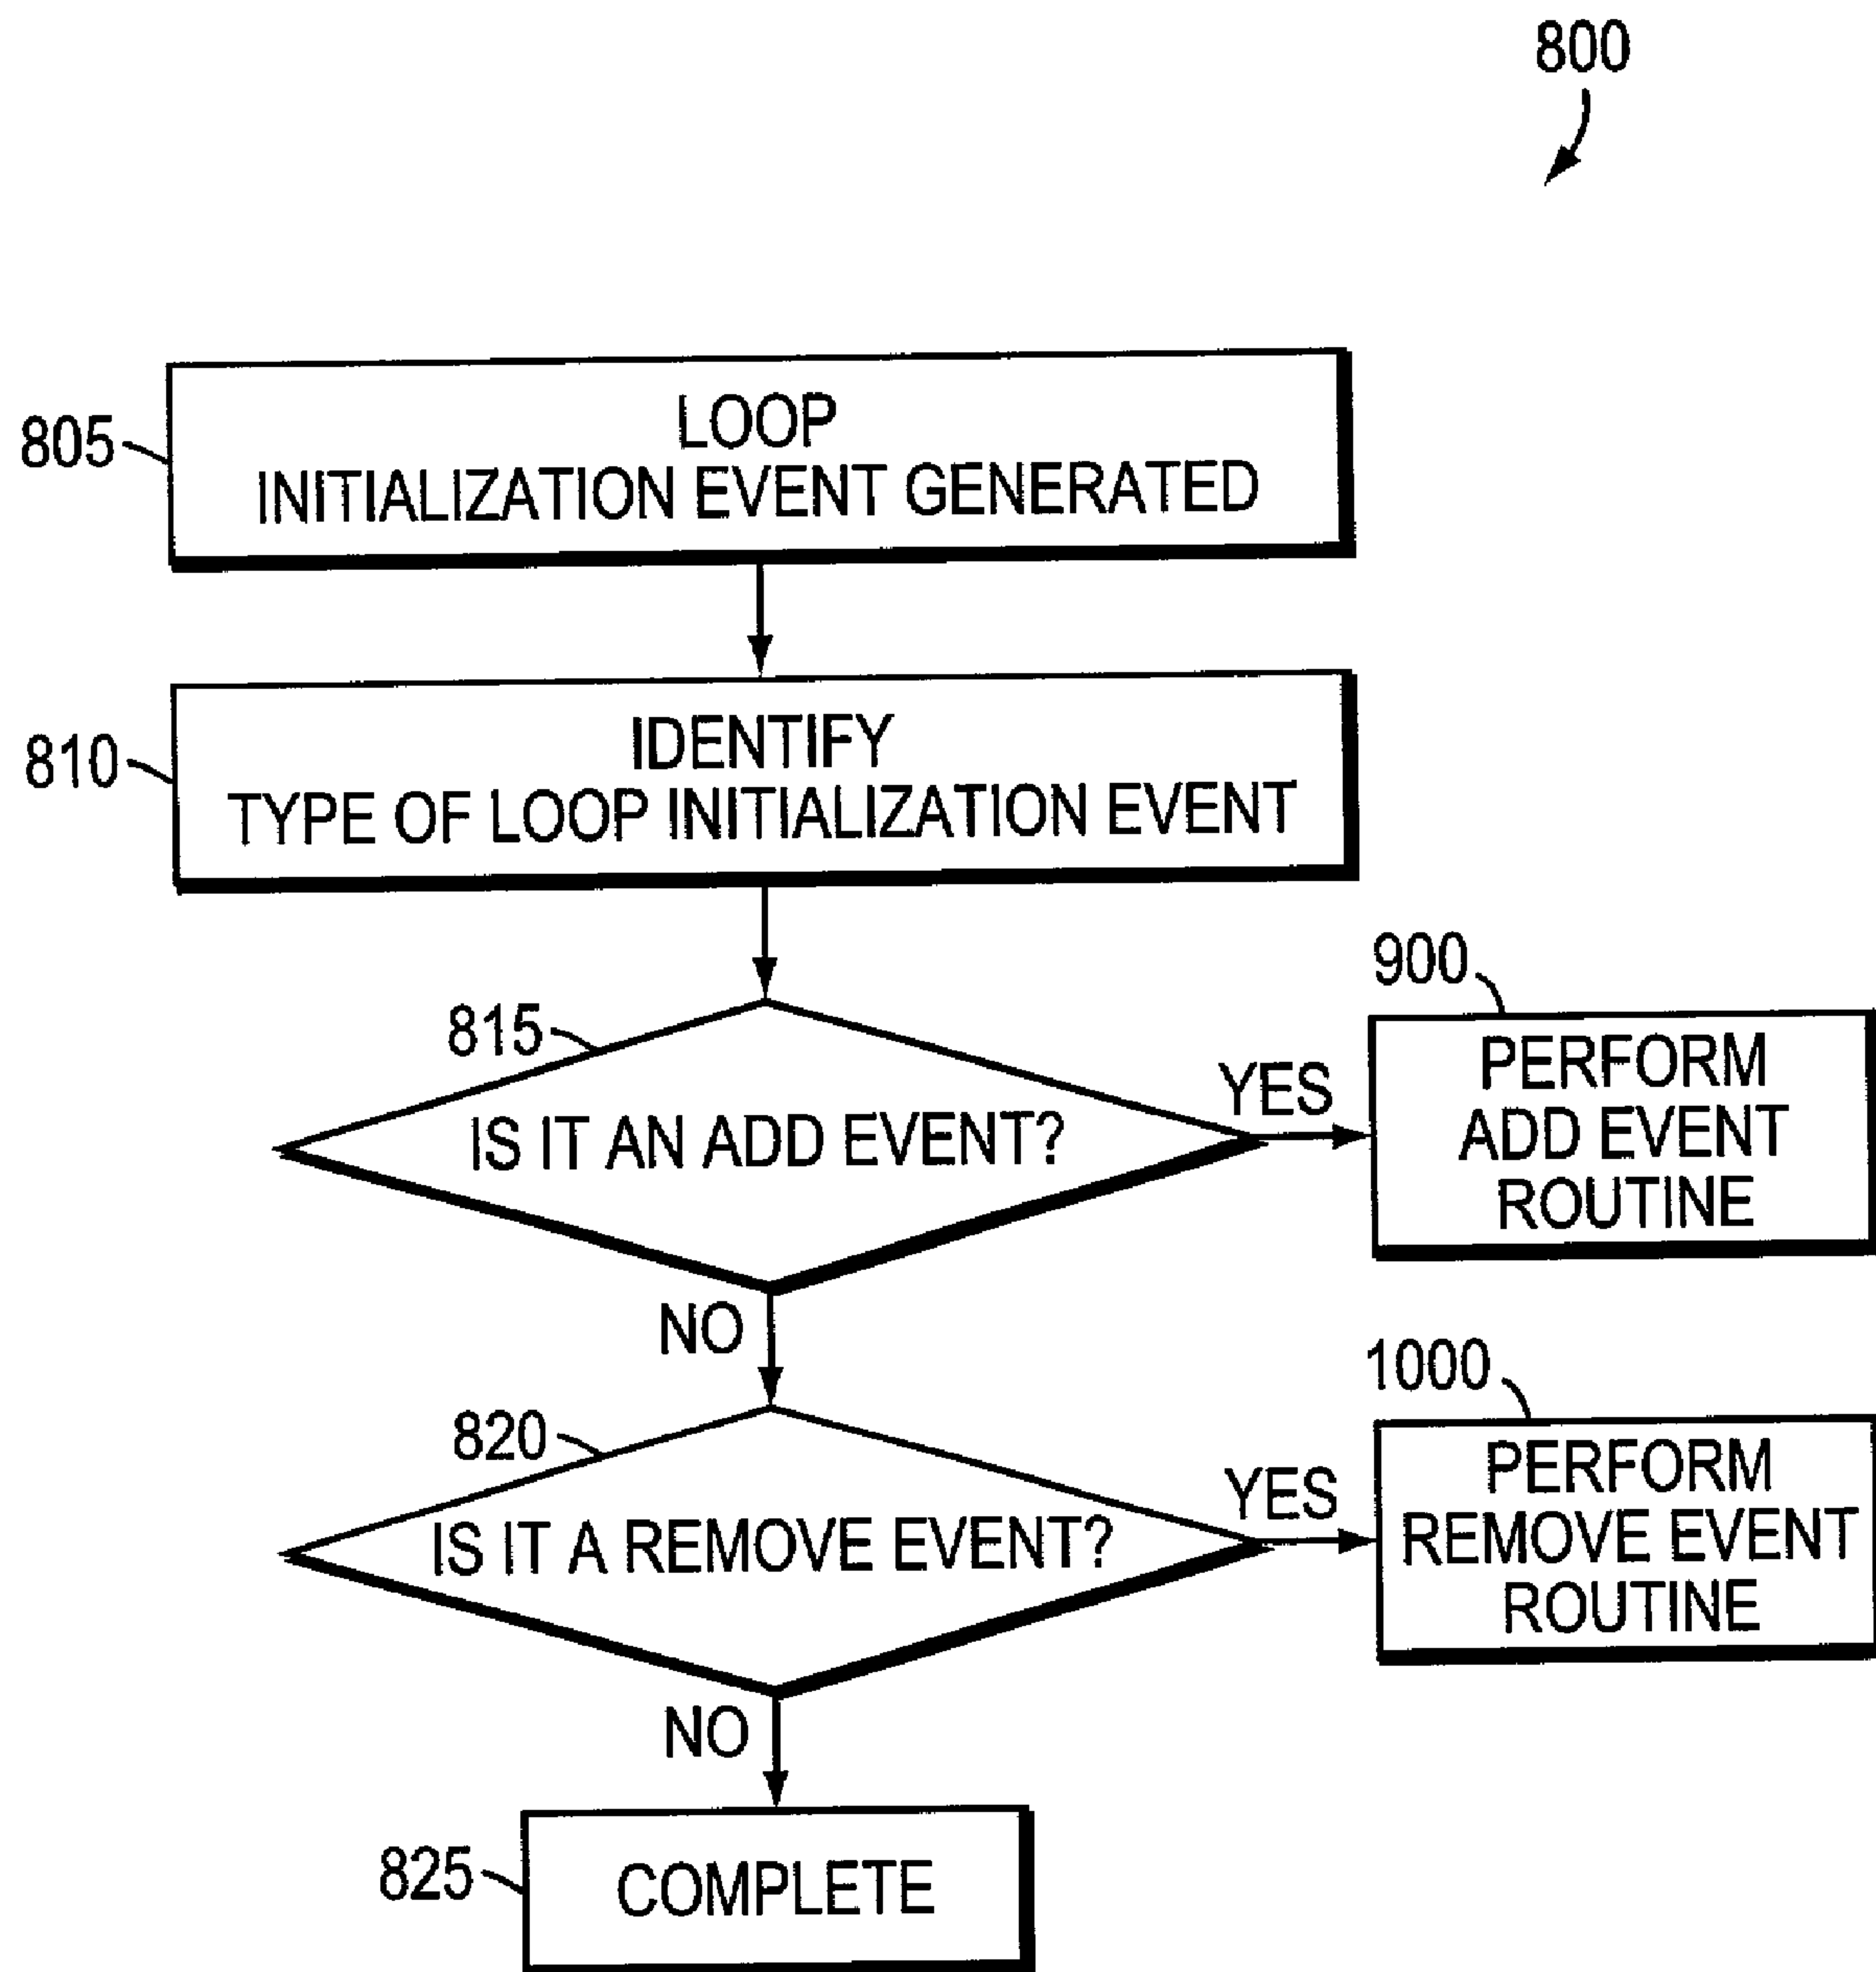 800
805
LOOP
INITIALIZATION EVENT GENERATED
810
IDENTIFY
TYPE OF LOOP INITIALIZATION EVENT
815
IS IT AN ADD EVENT?
YES
900
PERFORM
ADD EVENT
ROUTINE
NO
820
IS IT A REMOVE EVENT?
YES
1000
PERFORM
REMOVE EVENT
ROUTINE
NO
825
COMPLETE